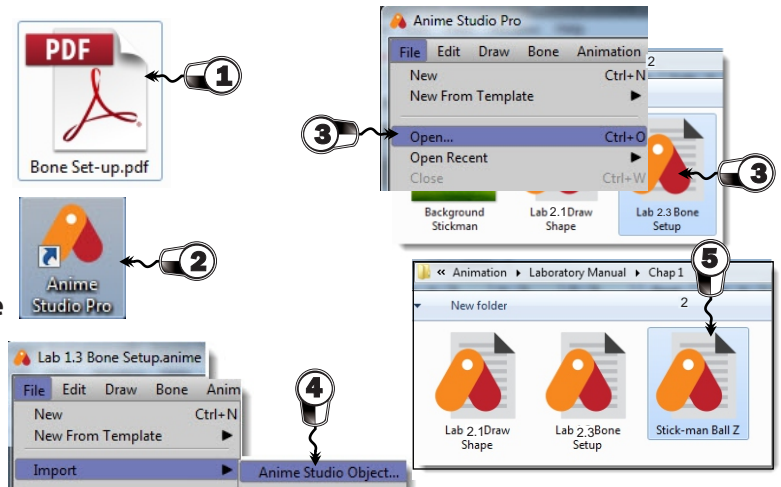 PDF
1
Bone Set-up.pdf
2
Anime
Studio Pro
e
Anime Studio Pro
File Edit Draw Bone Animation
New Ctrl+N
New From Template
3
Open... Ctrl+O
Open Recent
Close Ctrl+W
2
3
Background
Stickman
Lab 2.1Draw
Shape
Lab 2.3 Bone
Setup
Lab 1.3 Bone Setup.anime
File Edit Draw Bone Anim
New Ctrl+N
New From Template
Import
4
Anime Studio Object...
« Animation Laboratory Manual Chap 1
5
New folder
2
Lab 2.1Draw
Shape
Lab 2.3Bone
Setup
Stick-man Ball Z